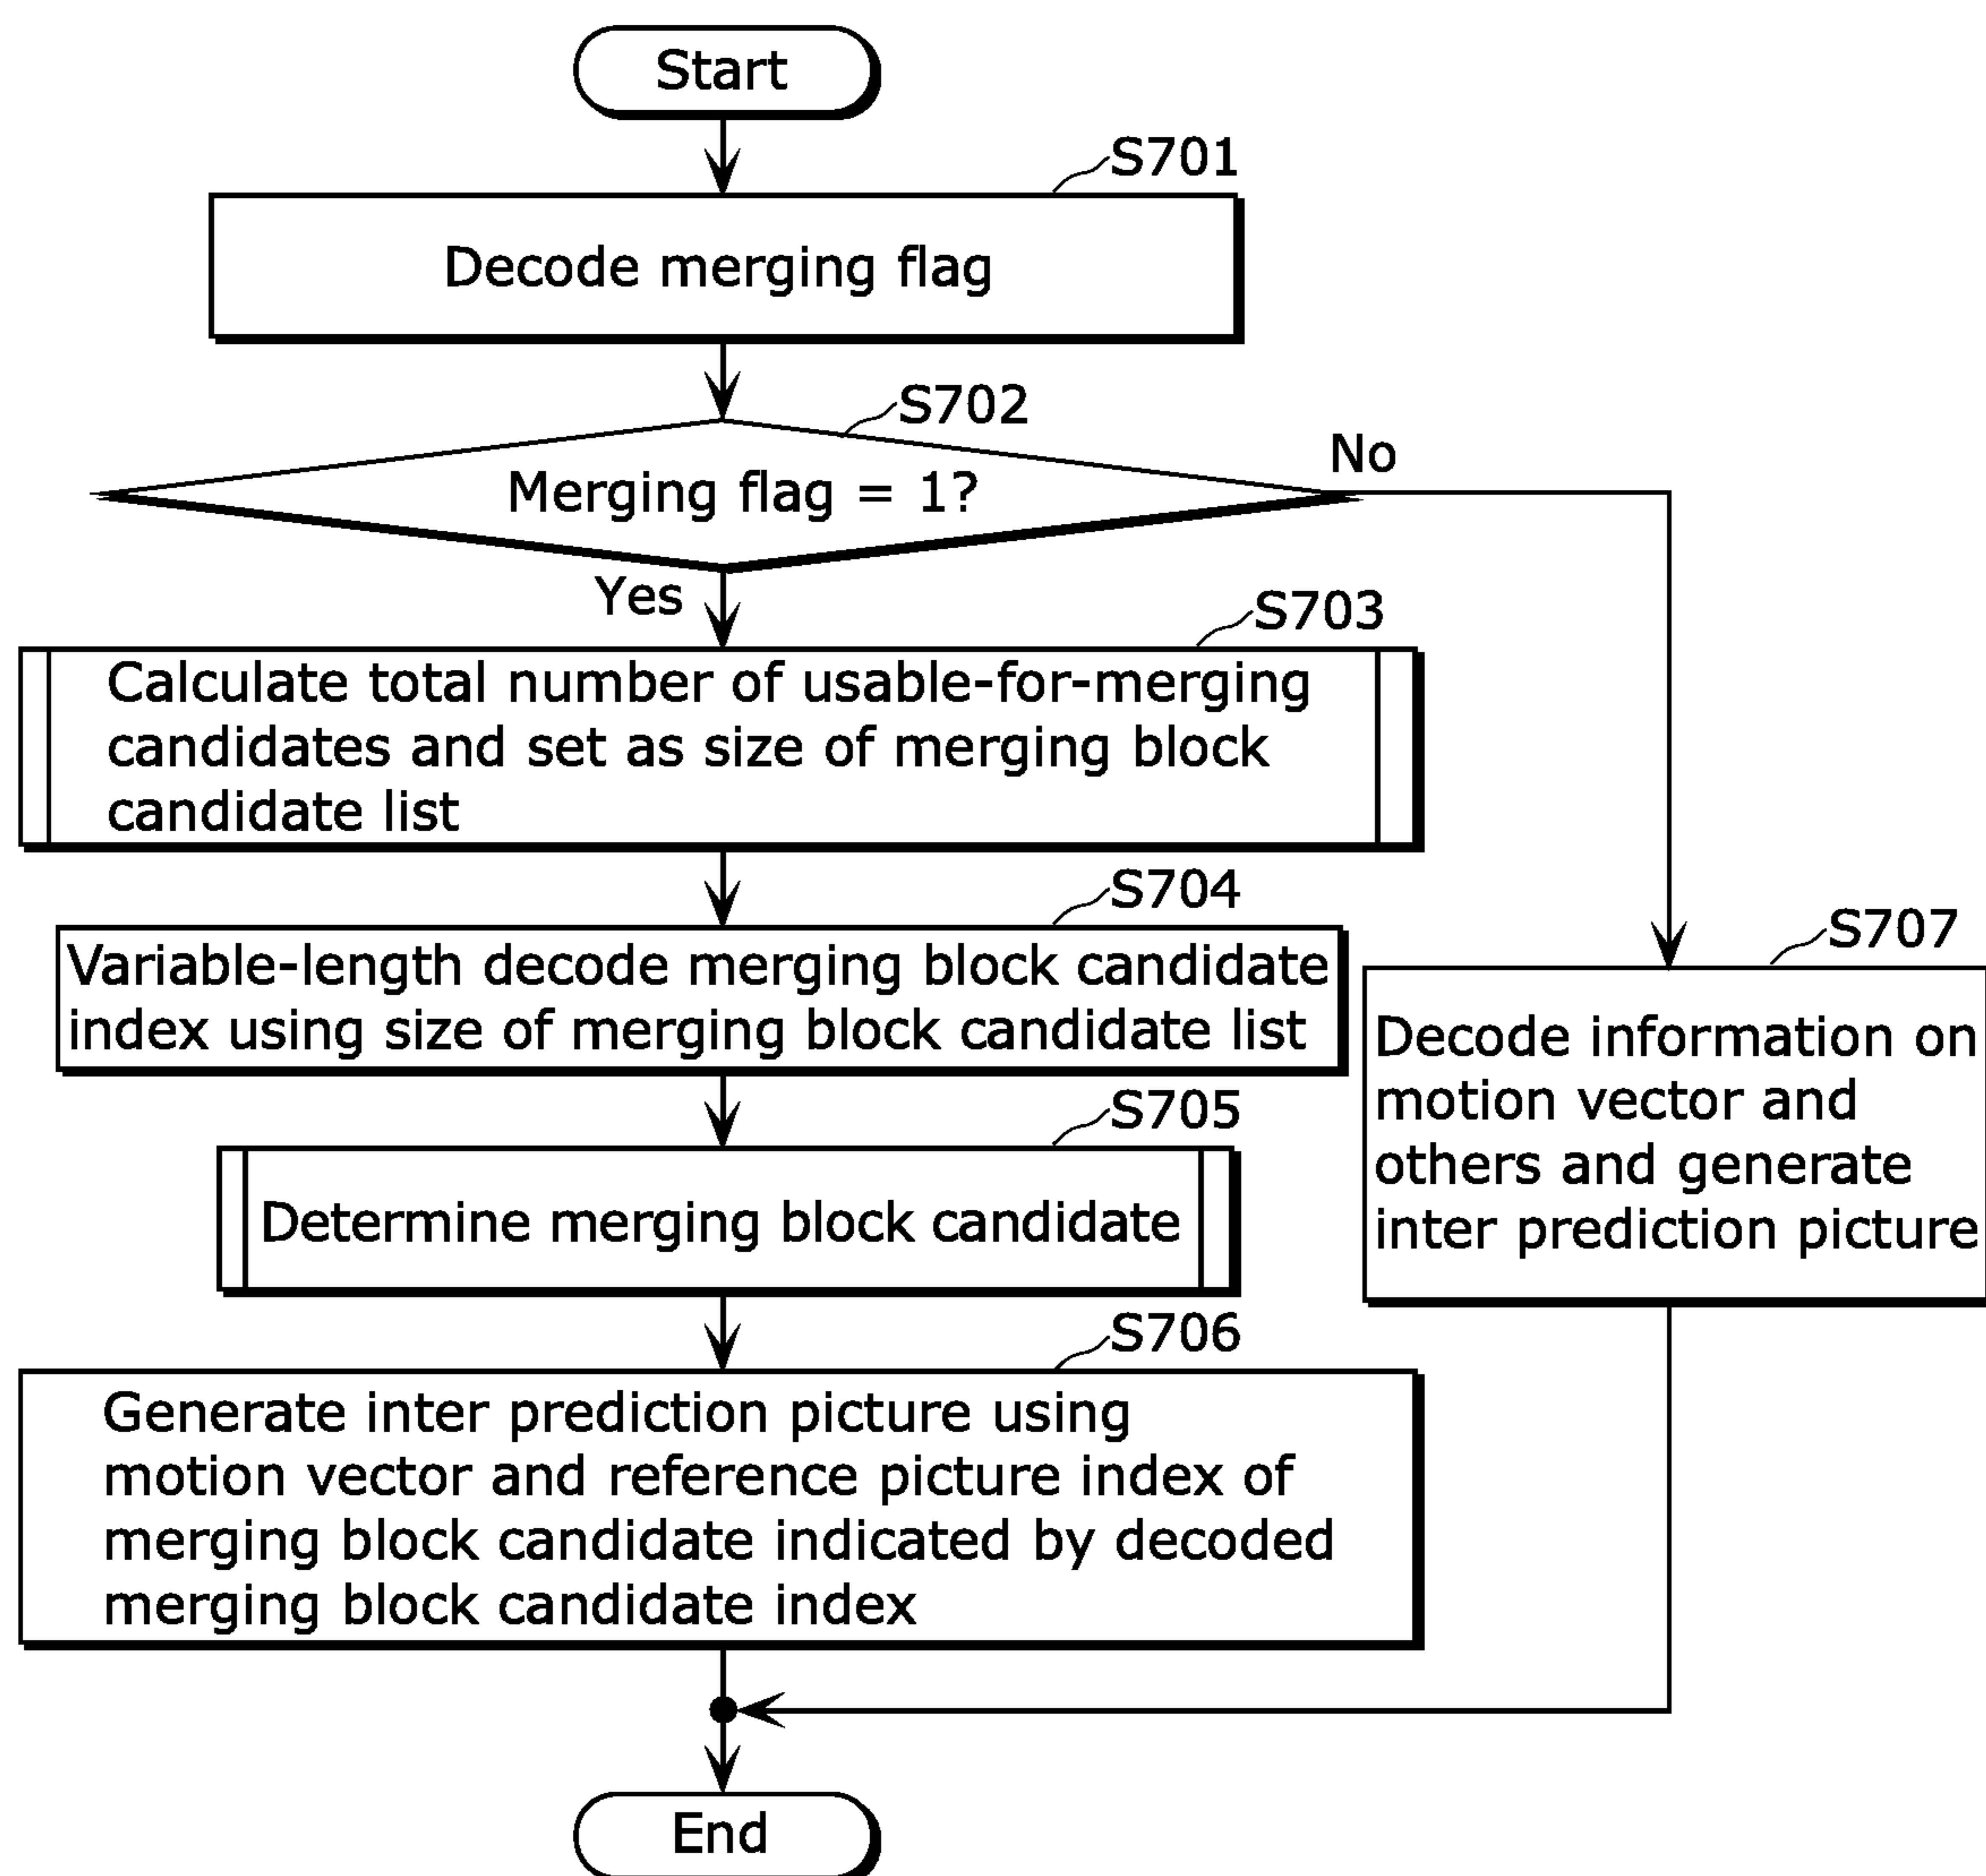 Start
S701
Decode merging flag
S702
Merging flag = 1?
No
Yes
S703
Calculate total number of usable-for-merging
candidates and set as size of merging block
candidate list
S704
Variable-length decode merging block candidate
index using size of merging block candidate list
S707
Decode information on
motion vector and
others and generate
inter prediction picture
S705
Determine merging block candidate
S706
Generate inter prediction picture using
motion vector and reference picture index of
merging block candidate indicated by decoded
merging block candidate index
End